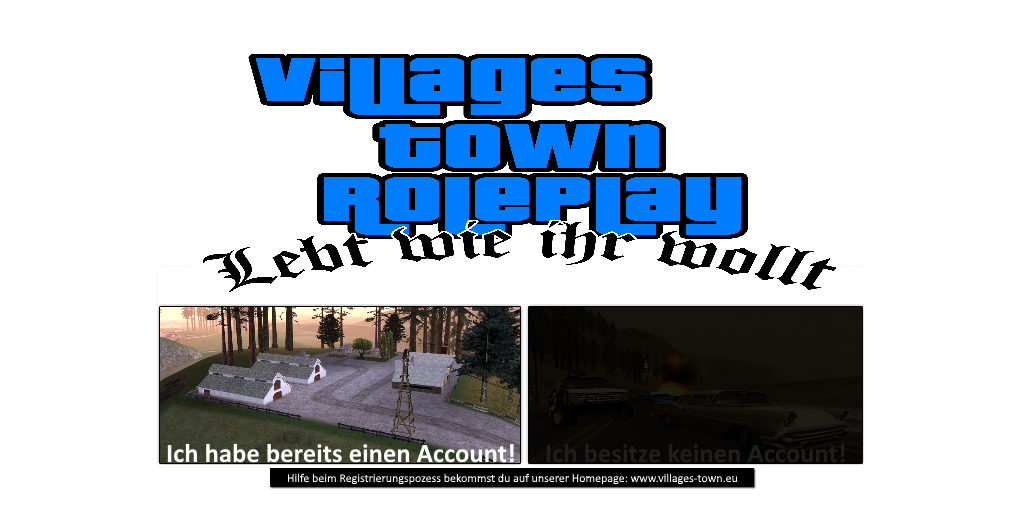 Villages
town
Roleplay
Lebt wie ihr wollt
Ich habe bereits einen Account!
Ich besitze keinen Account!
Hilfe beim Registrierungspozess bekommst du auf unserer Homepage: www.villages-town.eu